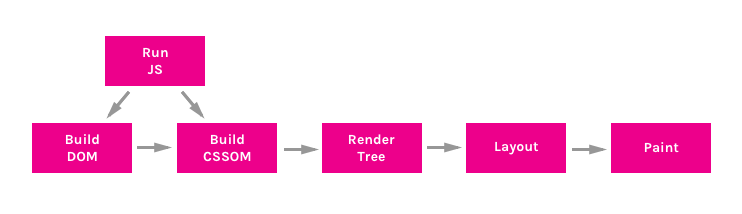 Run
JS
Build
DOM
Build
CSSOM
Render
Tree
Layout
Paint